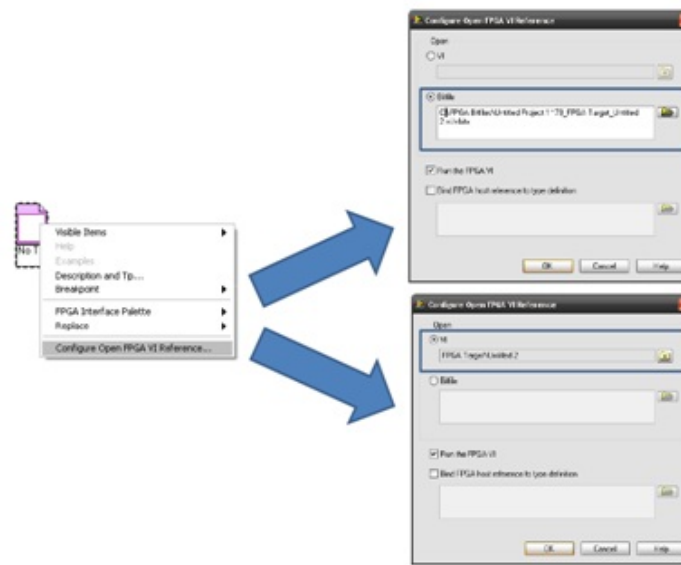 No T
Visible Items
Help
Examples
Description and Tip...
Breakpoint
FPGA Interface Palette
Replace
Configure Open FPGA VI Reference...
Configure Open FPGA VI Reference
Open
VI
Bitfile
Run the FPGA VI
Bind FPGA host reference to type definition
OK Cancel Help
Configure Open FPGA VI Reference
Open
VI
FPGA Target\Untitled 2
Bitfile
Run the FPGA VI
Bind FPGA host reference to type definition
OK Cancel Help